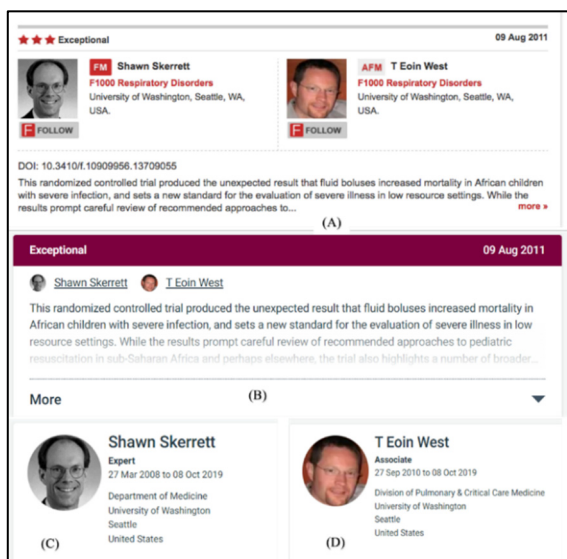 ★★★ Exceptional 09 Aug 2011
FM Shawn Skerrett
F1000 Respiratory Disorders
University of Washington, Seattle, WA,
USA.
F FOLLOW
AFM T Eoin West
F1000 Respiratory Disorders
University of Washington, Seattle, WA,
USA.
F FOLLOW
DOI: 10.3410/f.10909956.13709055
This randomized controlled trial produced the unexpected result that fluid boluses increased mortality in African children
with severe infection, and sets a new standard for the evaluation of severe illness in low resource settings. While the
results prompt careful review of recommended approaches to... more »
(A)
Exceptional 09 Aug 2011
Shawn Skerrett T Eoin West
This randomized controlled trial produced the unexpected result that fluid boluses increased mortality in
African children with severe infection, and sets a new standard for the evaluation of severe illness in low
resource settings. While the results prompt careful review of recommended approaches to pediatric
resuscitation in sub-Saharan Africa and perhaps elsewhere, the trial also highlights a number of broader...
More
(B)
Shawn Skerrett
Expert
27 Mar 2008 to 08 Oct 2019
Department of Medicine
University of Washington
Seattle
United States
(C)
T Eoin West
Associate
27 Sep 2010 to 08 Oct 2019
Division of Pulmonary & Critical Care Medicine
University of Washington
Seattle
United States
(D)